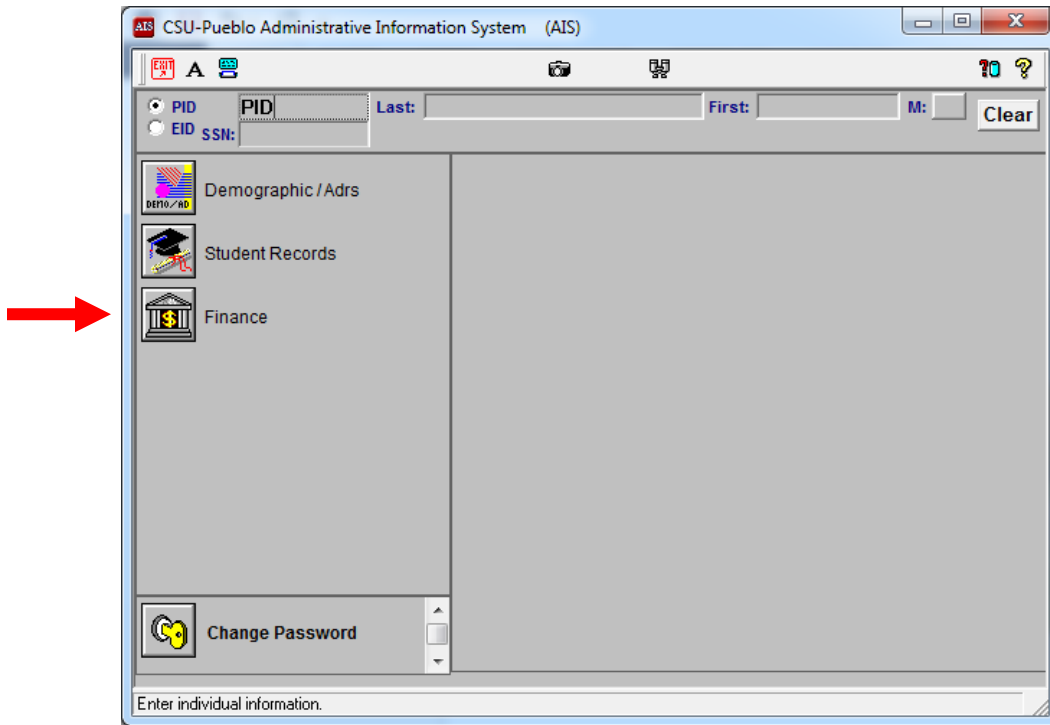 AIS CSU-Pueblo Administrative Information System (AIS)
EXIT A
PID PID Last: First: M: Clear
EID SSN:
DEMO/AD Demographic / Adrs
Student Records
$ Finance
Change Password
Enter individual information.